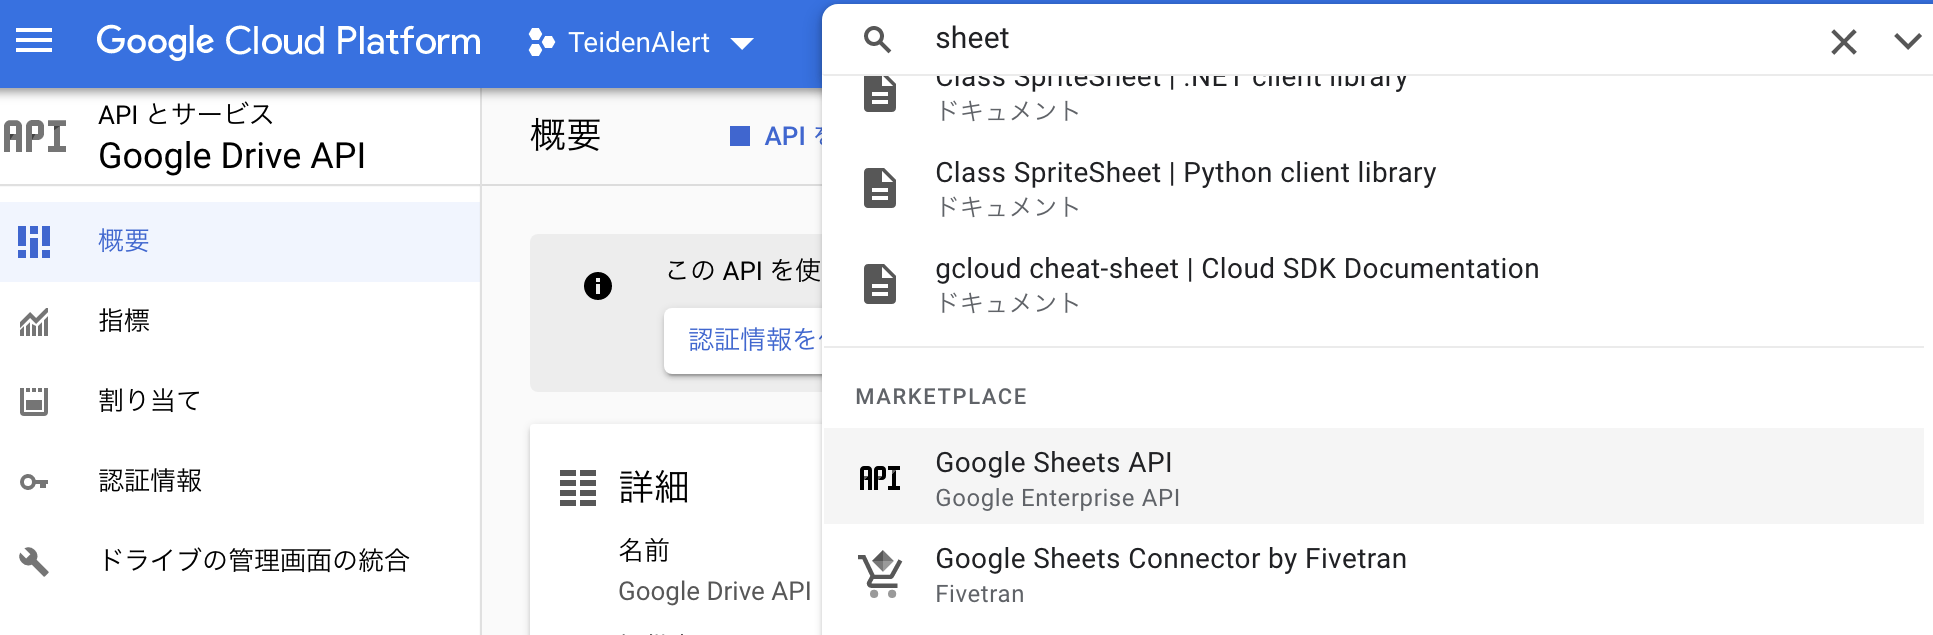 Google Cloud Platform
TeidenAlert
sheet
API
API とサービス
Google Drive API
概要
指標
割り当て
認証情報
ドライブの管理画面の統合
概要
API
この API を使
認証情報を
詳細
名前
Google Drive API
Class SpriteSheet | .NET client library
ドキュメント
Class SpriteSheet | Python client library
ドキュメント
gcloud cheat-sheet | Cloud SDK Documentation
ドキュメント
MARKETPLACE
API
Google Sheets API
Google Enterprise API
Google Sheets Connector by Fivetran
Fivetran